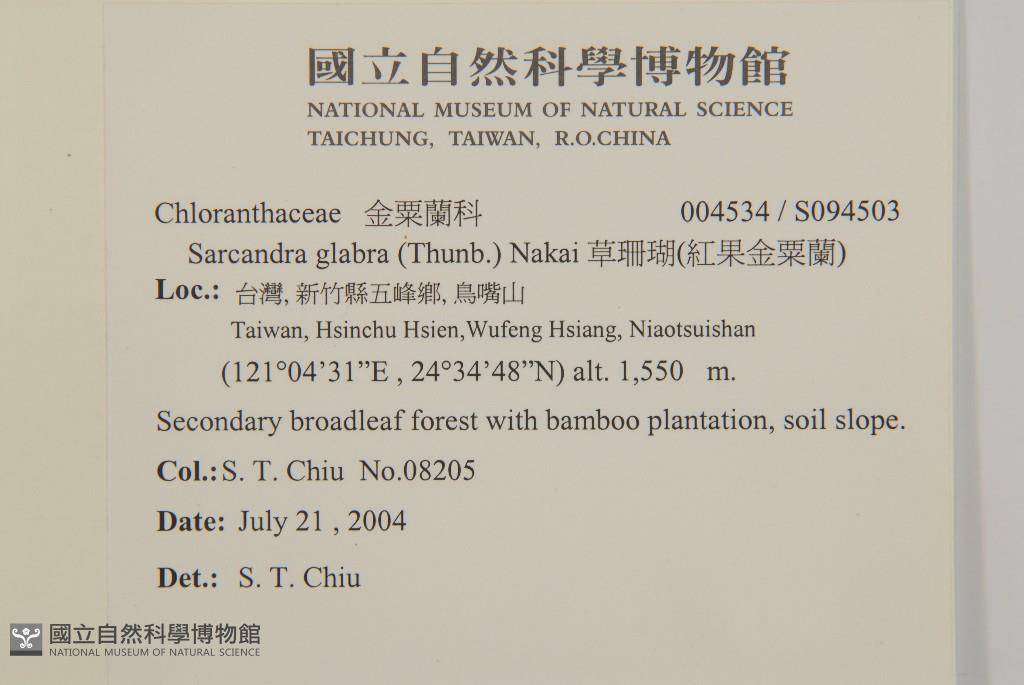 國立自然科學博物館
NATIONAL MUSEUM OF NATURAL SCIENCE
TAICHUNG, TAIWAN, R.O.CHINA
Chloranthaceae 金粟蘭科 004534 / S094503
Sarcandra glabra (Thunb.) Nakai 草珊瑚(紅果金粟蘭)
Loc.: 台灣, 新竹縣五峰鄉, 鳥嘴山
Taiwan, Hsinchu Hsien,Wufeng Hsiang, Niaotsuishan
(121°04’31”E , 24°34’48”N) alt. 1,550 m.
Secondary broadleaf forest with bamboo plantation, soil slope.
Col.: S. T. Chiu No.08205
Date: July 21 , 2004
Det.: S. T. Chiu
國立自然科學博物館
NATIONAL MUSEUM OF NATURAL SCIENCE